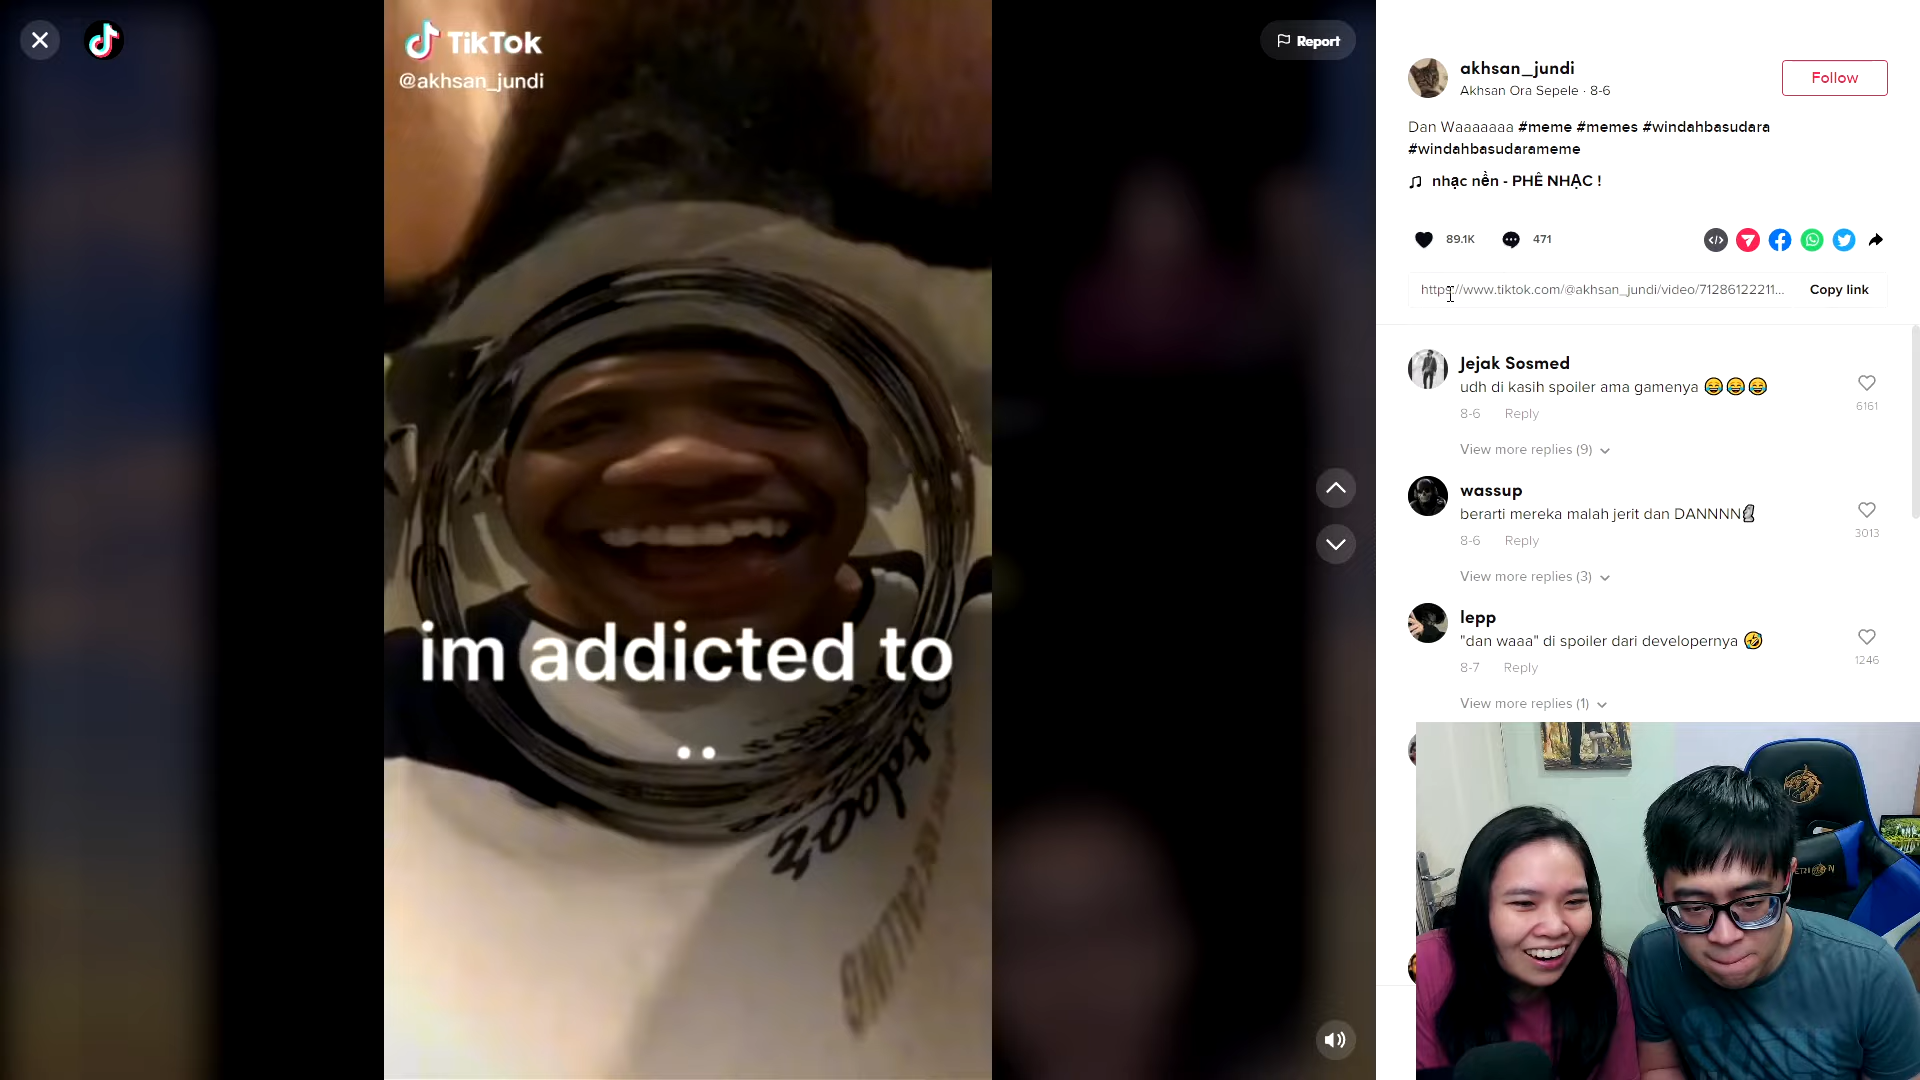 TikTok
@akhsan_jundi
Report
im addicted to
..
akhsan_jundi
Akhsan Ora Sepele · 8-6
Follow
Dan Waaaaaaa #meme #memes #windahbasudara
#windahbasudarameme
nhạc nền - PHÊ NHẠC !
89.1K
471
https://www.tiktok.com/@akhsan_jundi/video/71286122211...
Copy link
Jejak Sosmed
udh di kasih spoiler ama gamenya 😂😂😂
6161
8-6 Reply
View more replies (9)
wassup
berarti mereka malah jerit dan DANNNN🗿
3013
8-6 Reply
View more replies (3)
lepp
"dan waaa" di spoiler dari developernya 🤣
1246
8-7 Reply
View more replies (1)